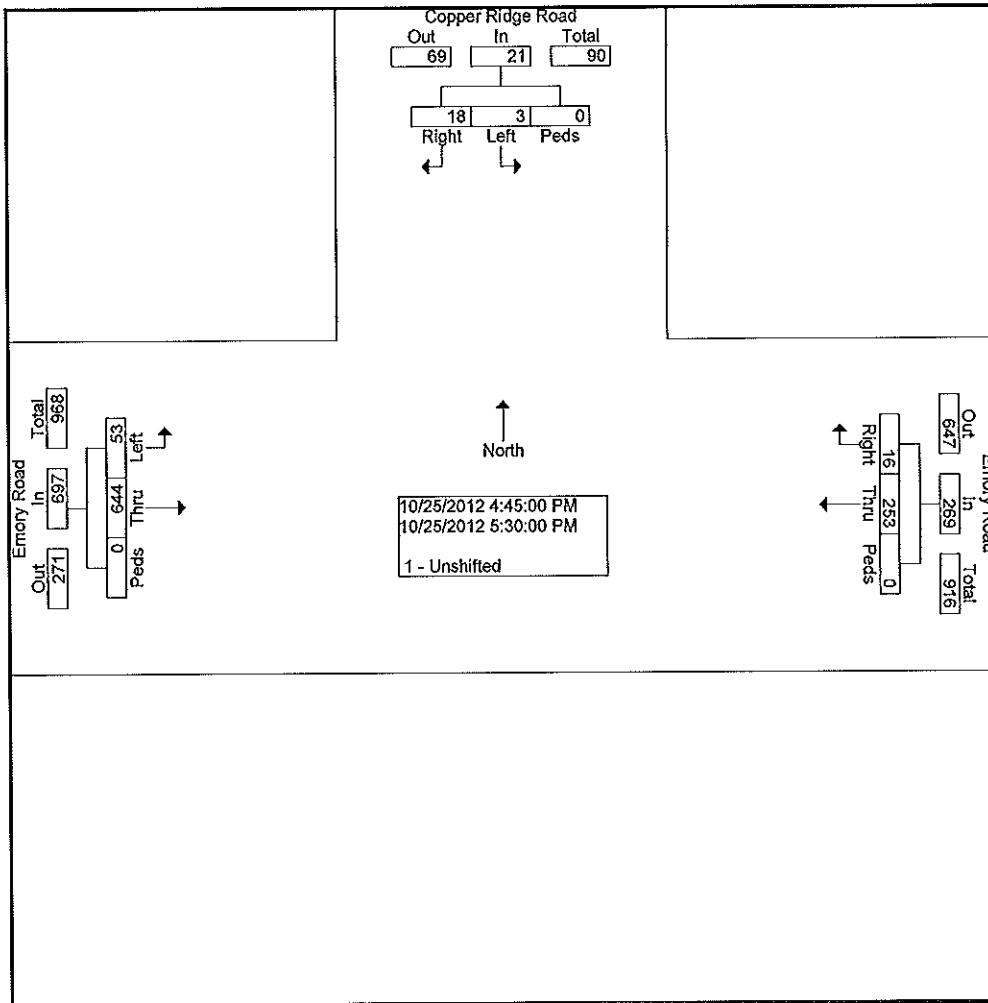 Copper Ridge Road
Out In Total
69 21 90
18 3 0
Right Left Peds
North
10/25/2012 4:45:00 PM
10/25/2012 5:30:00 PM
1 - Unshifted
Emory Road
Out In Total
271 697 968
53 644 0
Left Thru Peds
Emory Road
Out In Total
647 269 916
16 253 0
Right Thru Peds